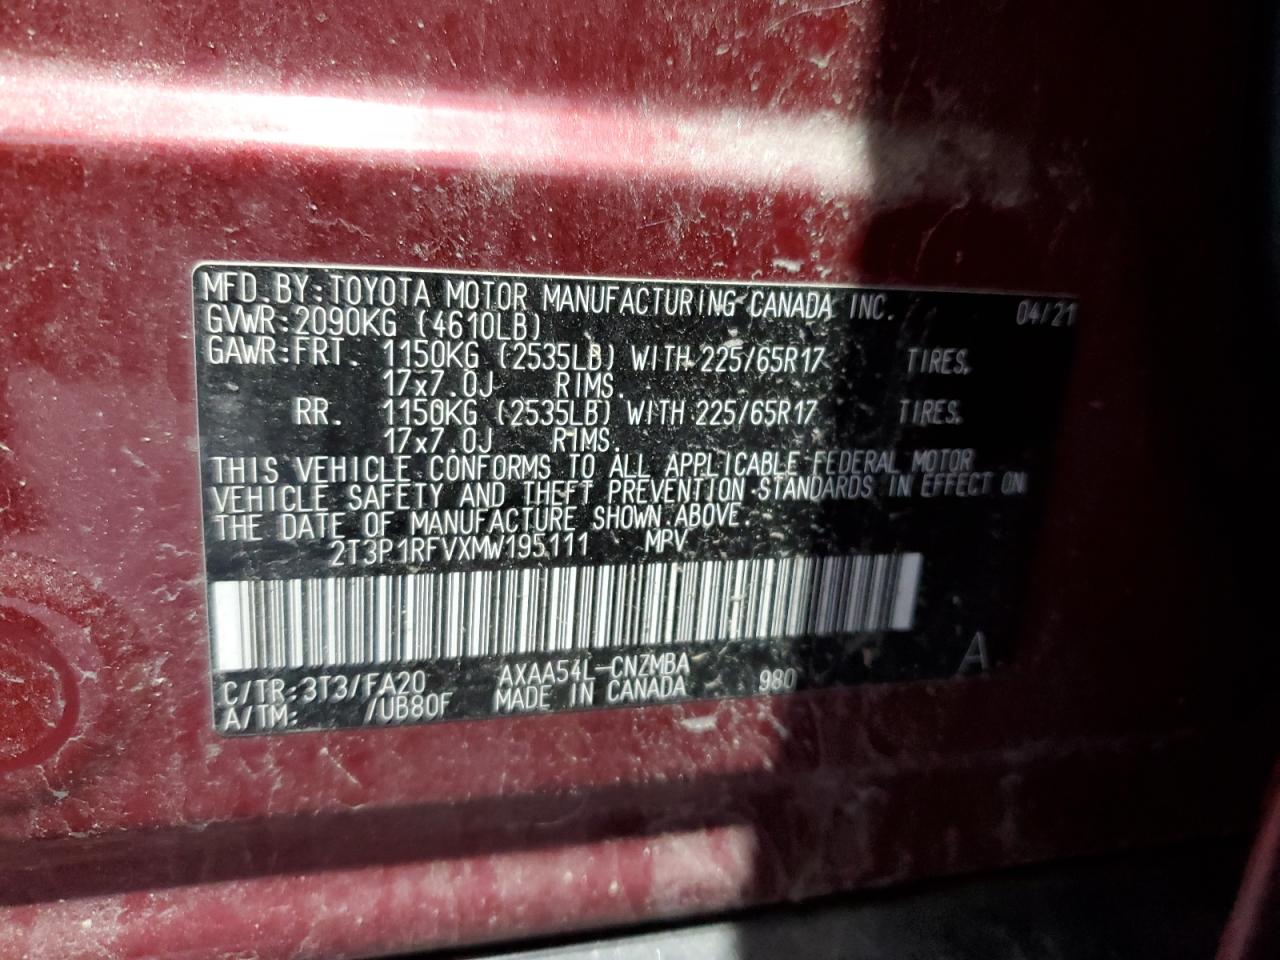 MFD.BY:TOYOTA MOTOR MANUFACTURING CANADA INC. 04/21
GVWR:2090KG (4610LB)
GAWR:FRT. 1150KG (2535LB) WITH 225/65R17 TIRES,
17x7.0J RIMS.
RR. 1150KG (2535LB) WITH 225/65R17 TIRES,
17x7.0J RIMS.
THIS VEHICLE CONFORMS TO ALL APPLICABLE FEDERAL MOTOR
VEHICLE SAFETY AND THEFT PREVENTION STANDARDS IN EFFECT ON
THE DATE OF MANUFACTURE SHOWN ABOVE.
2T3P1RFVXMW195111 MPV
C/TR:3T3/FA20 AXAA54L-CNZMBA 980 A
A/TM: /UB80F MADE IN CANADA